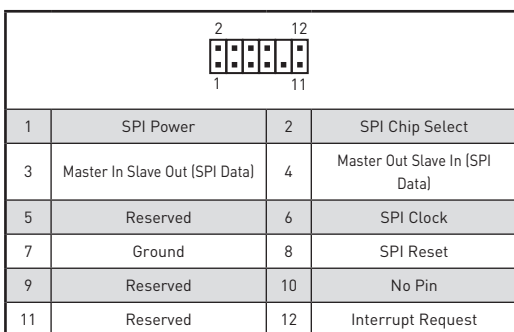 2 12
1 11
1 SPI Power 2 SPI Chip Select
3 Master In Slave Out (SPI Data) 4 Master Out Slave In (SPI Data)
5 Reserved 6 SPI Clock
7 Ground 8 SPI Reset
9 Reserved 10 No Pin
11 Reserved 12 Interrupt Request